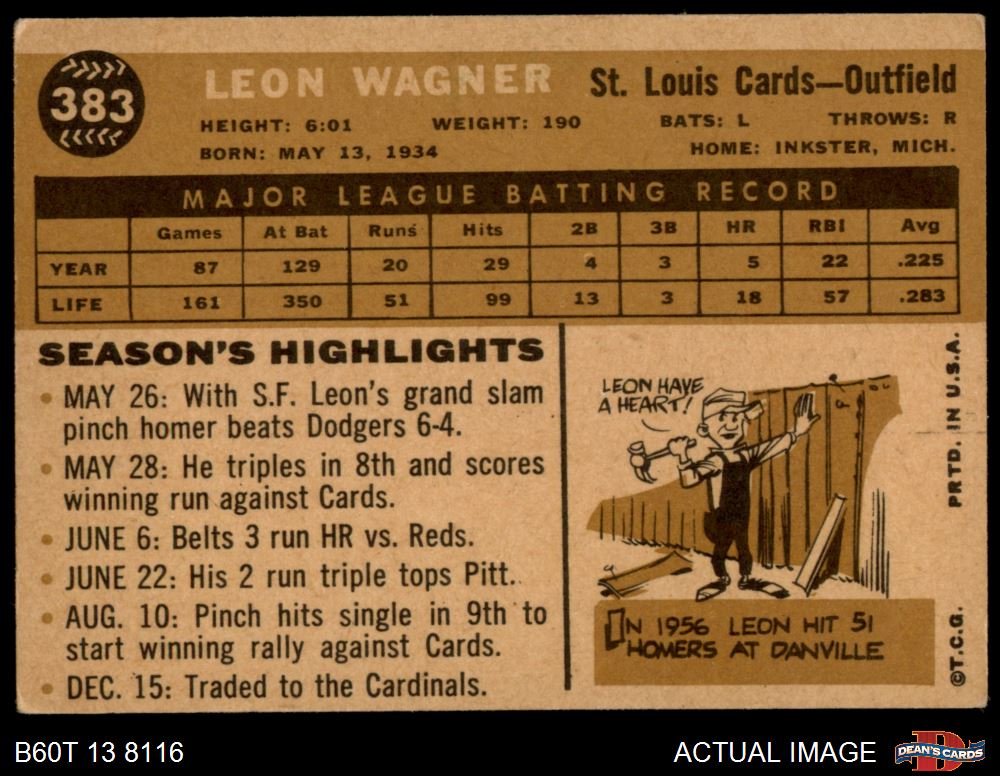 383
LEON WAGNER St. Louis Cards—Outfield
HEIGHT: 6:01 WEIGHT: 190 BATS: L THROWS: R
BORN: MAY 13, 1934 HOME: INKSTER, MICH.
MAJOR LEAGUE BATTING RECORD
Games At Bat Runs Hits 2B 3B HR RBI Avg
YEAR 87 129 20 29 4 3 5 22 .225
LIFE 161 350 51 99 13 3 18 57 .283
SEASON'S HIGHLIGHTS
• MAY 26: With S.F. Leon's grand slam
pinch homer beats Dodgers 6-4.
• MAY 28: He triples in 8th and scores
winning run against Cards.
• JUNE 6: Belts 3 run HR vs. Reds.
• JUNE 22: His 2 run triple tops Pitt.
• AUG. 10: Pinch hits single in 9th to
start winning rally against Cards.
• DEC. 15: Traded to the Cardinals.
LEON HAVE
A HEART!
IN 1956 LEON HIT 51
HOMERS AT DANVILLE
PRTD. IN U.S.A.
©T.C.G.
B60T 13 8116
ACTUAL IMAGE
DEAN'S CARDS